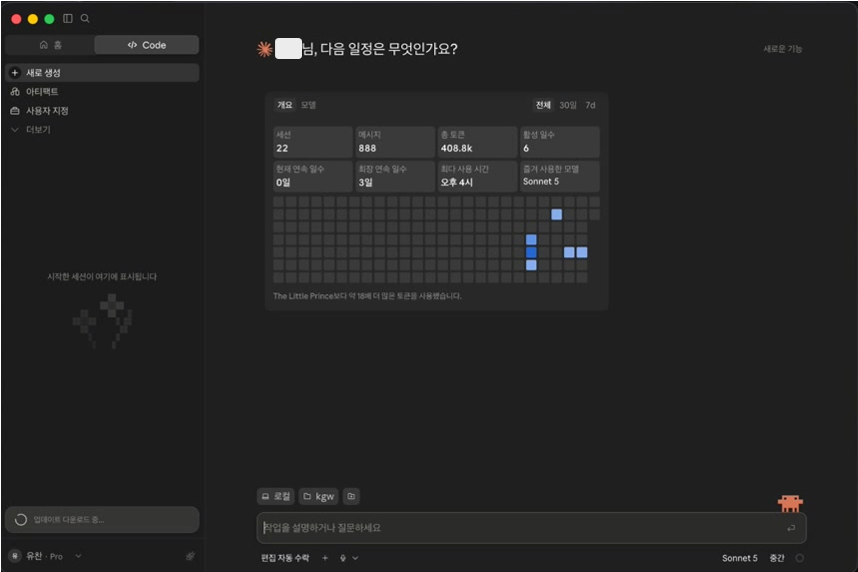 홈
Code
새로 생성
아티팩트
사용자 지정
더보기
시작한 세션이 여기에 표시됩니다
업데이트 다운로드 중...
유찬 · Pro
님, 다음 일정은 무엇인가요?
새로운 기능
개요 모델
전체 30일 7d
세션
22
메시지
888
총 토큰
408.8k
활성 일수
6
현재 연속 일수
0일
최장 연속 일수
3일
최다 사용 시간
오후 4시
즐겨 사용한 모델
Sonnet 5
The Little Prince보다 약 18배 더 많은 토큰을 사용했습니다.
로컬
kgw
작업을 설명하거나 질문하세요
편집 자동 수락
Sonnet 5 중간